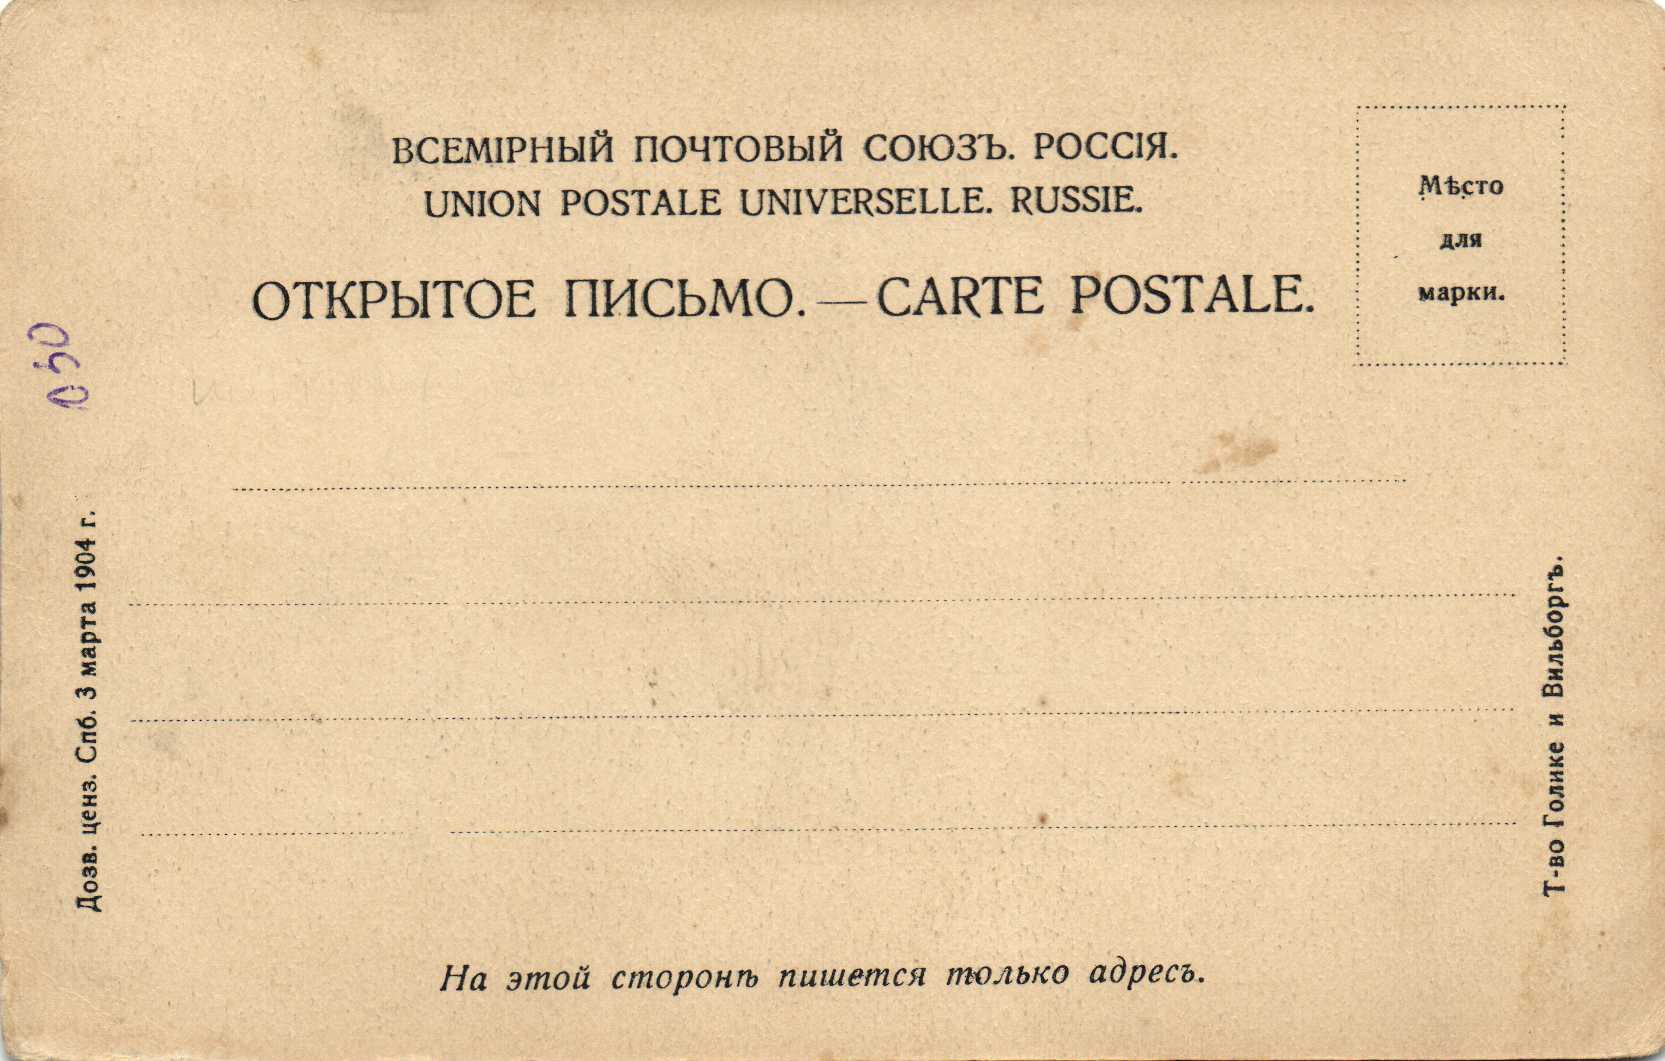 ВСЕМІРНЫЙ ПОЧТОВЫЙ СОЮЗЪ. РОССІЯ.
UNION POSTALE UNIVERSELLE. RUSSIE.
ОТКРЫТОЕ ПИСЬМО. — CARTE POSTALE.
Мѣсто
для
марки.
Дозв. ценз. Спб. 3 марта 1904 г.
Т-во Голике и Вильборгъ.
На этой сторонѣ пишется только адресъ.